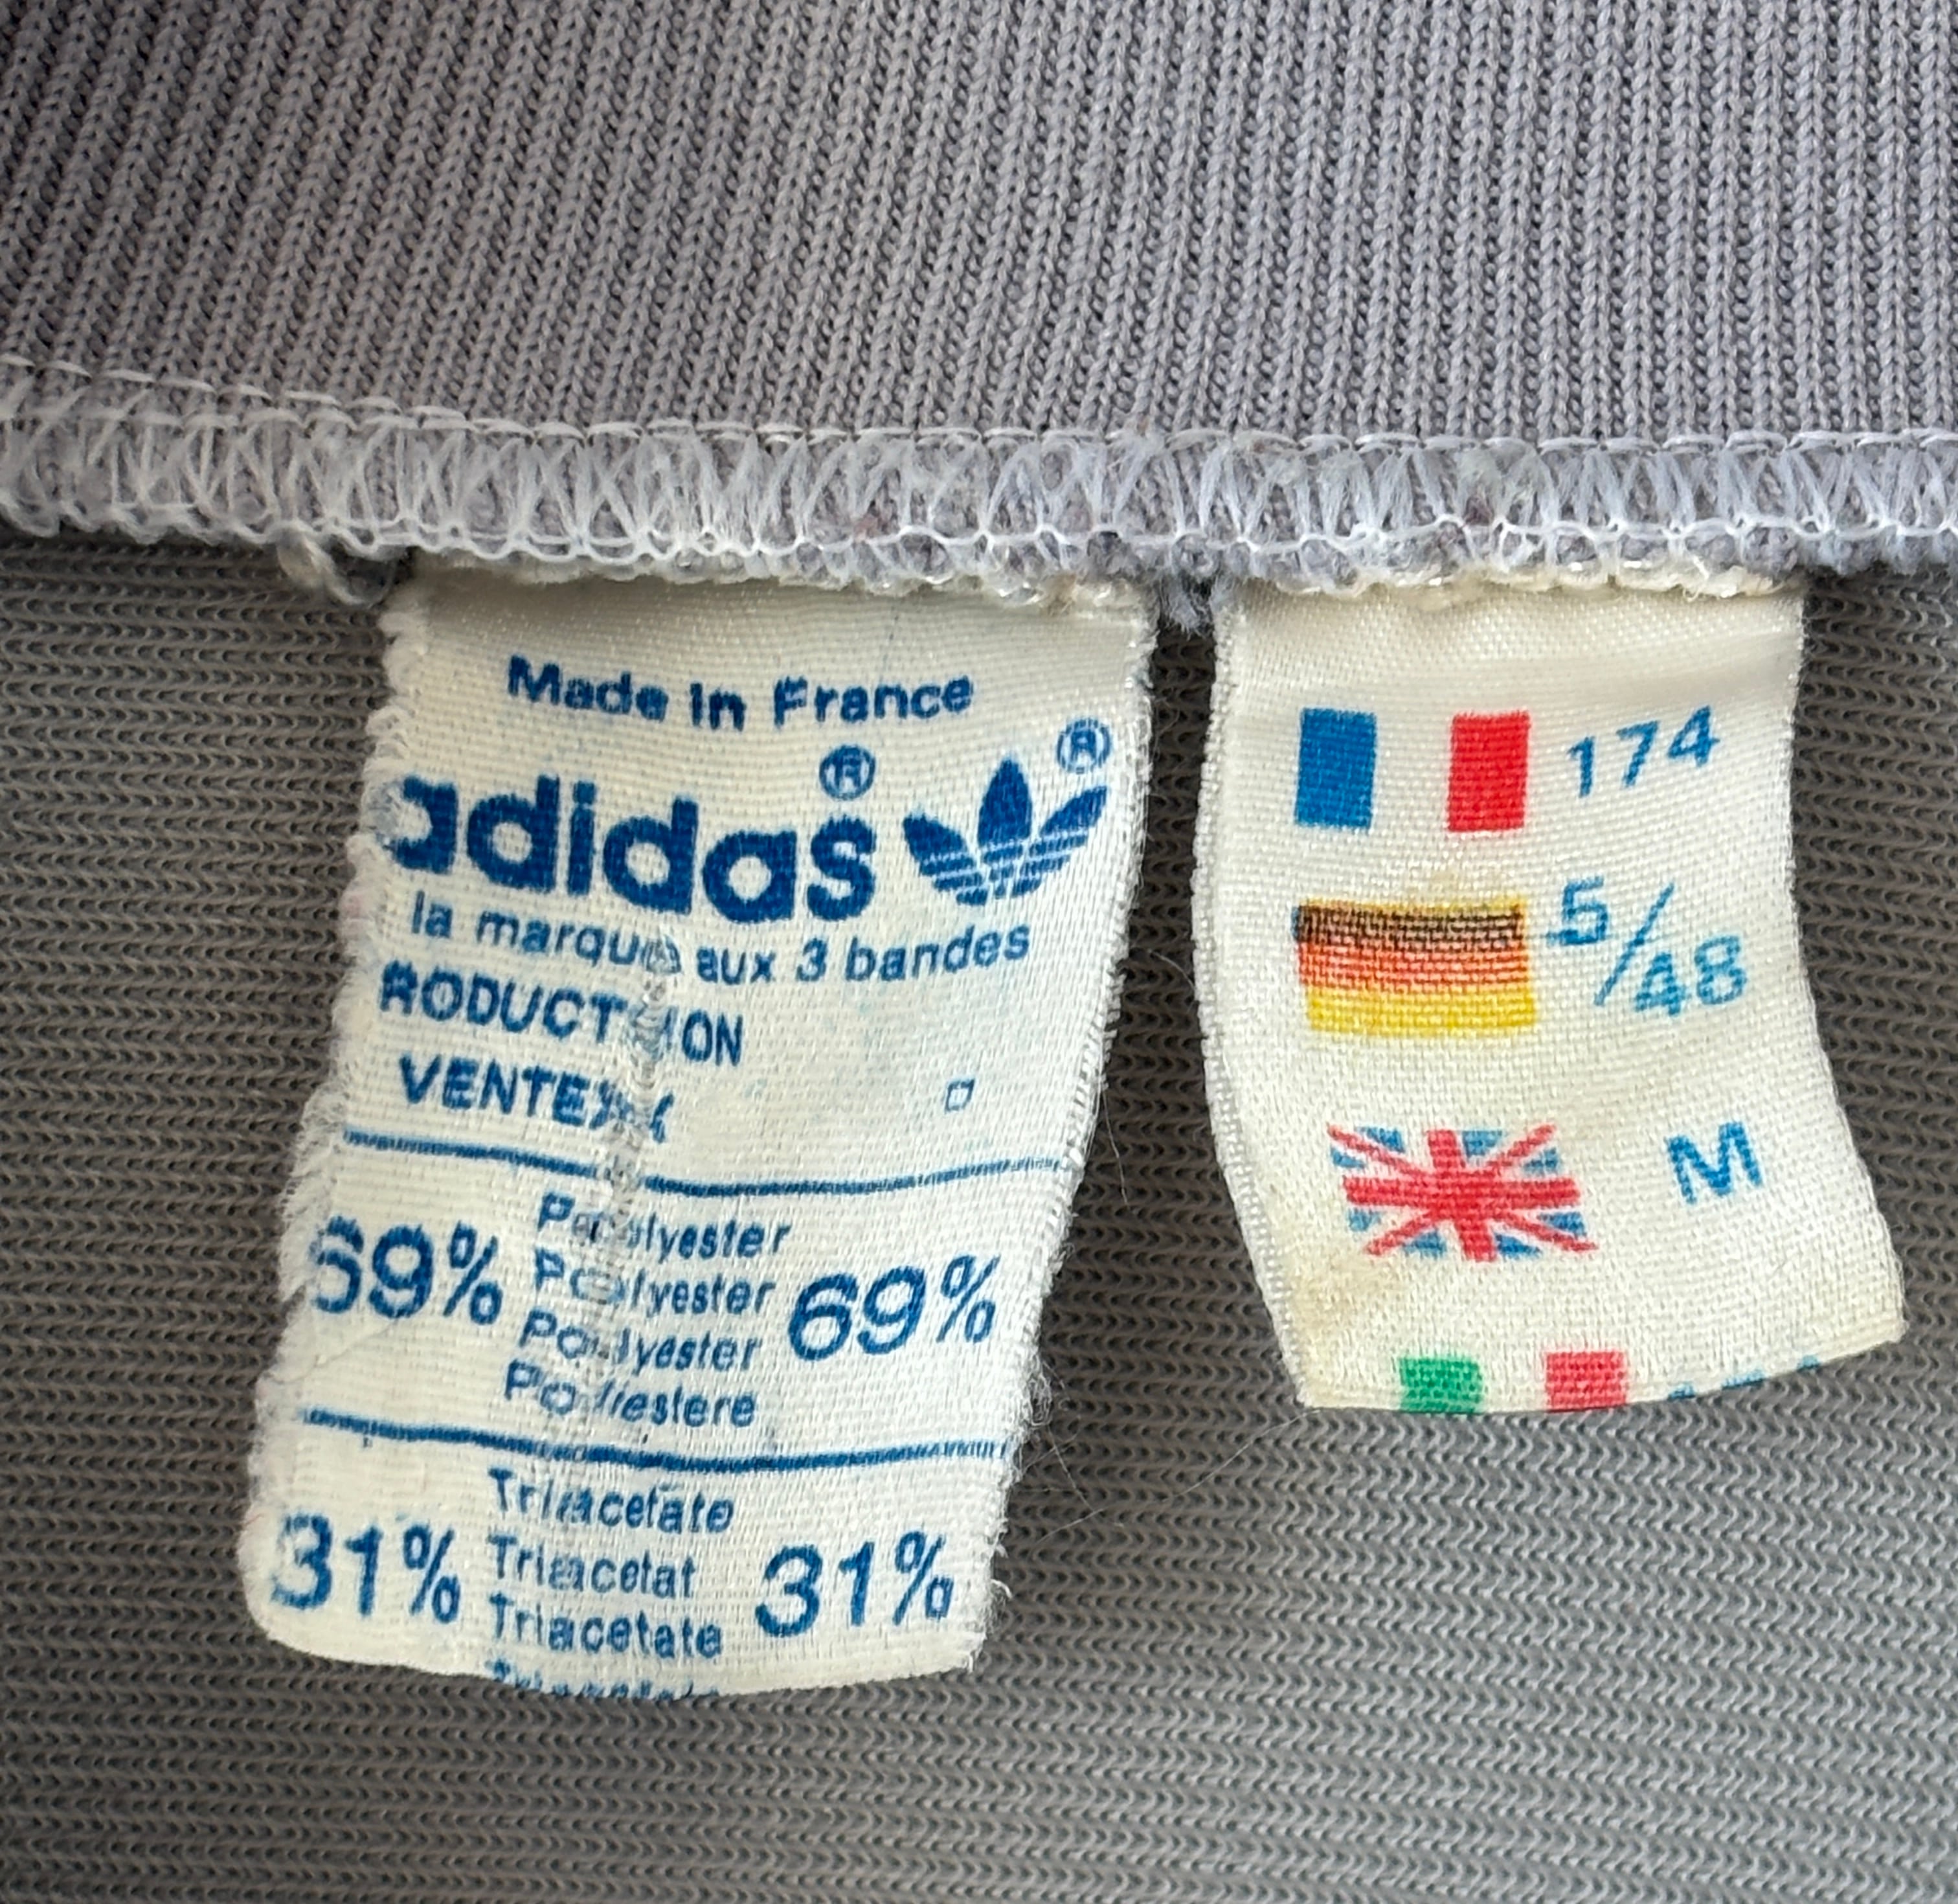 Made in France
adidas ® ®
la marque aux 3 bandes
RODUCTION
VENTEX
Polyester
69% Polyester 69%
Polyester
Poliestere
Triacetate
31% Triacetat 31%
Triacetate
174
5/48
M